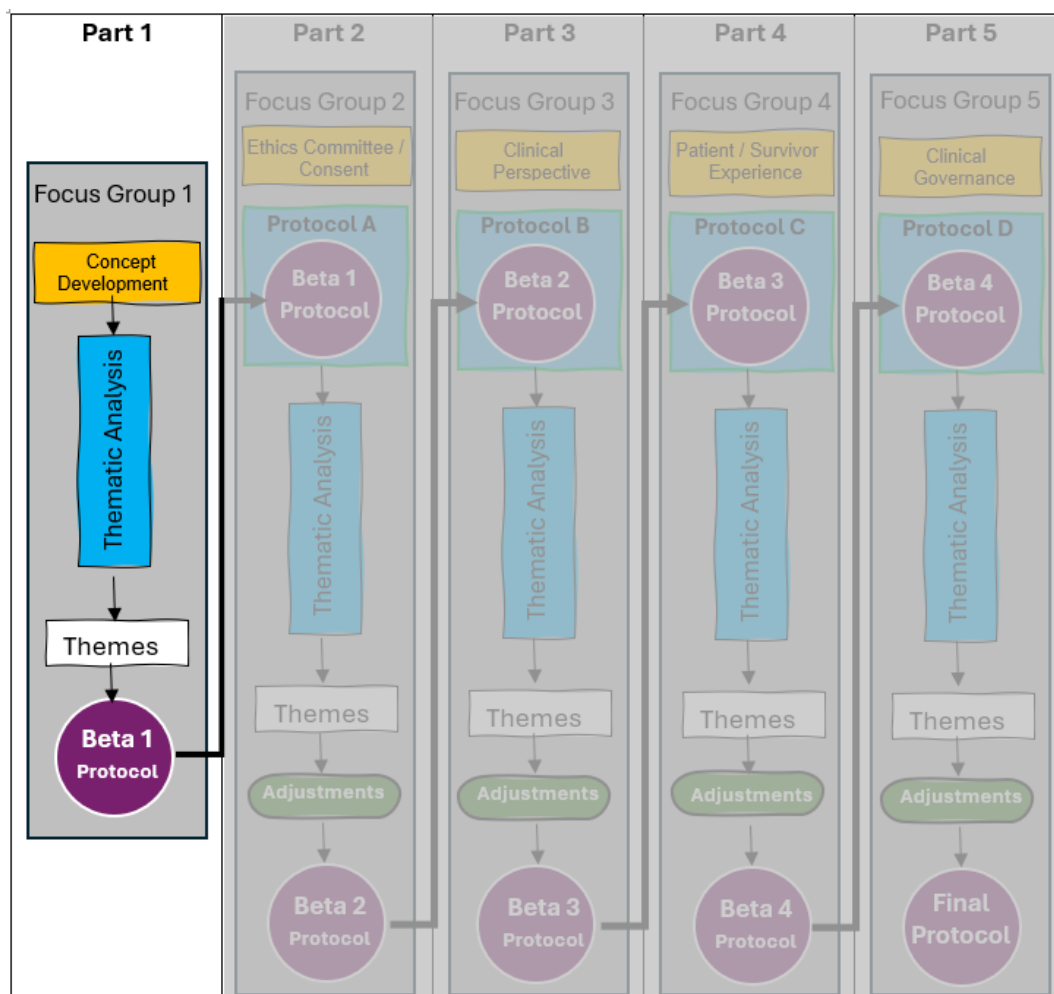 Part 1
Part 2
Part 3
Part 4
Part 5
Focus Group 1
Concept
Development
Thematic Analysis
Themes
Beta 1
Protocol
Focus Group 2
Ethics Committee /
Consent
Protocol A
Beta 1
Protocol
Thematic Analysis
Themes
Adjustments
Beta 2
Protocol
Focus Group 3
Clinical
Perspective
Protocol B
Beta 2
Protocol
Thematic Analysis
Themes
Adjustments
Beta 3
Protocol
Focus Group 4
Patient / Survivor
Experience
Protocol C
Beta 3
Protocol
Thematic Analysis
Themes
Adjustments
Beta 4
Protocol
Focus Group 5
Clinical
Governance
Protocol D
Beta 4
Protocol
Thematic Analysis
Themes
Adjustments
Final
Protocol